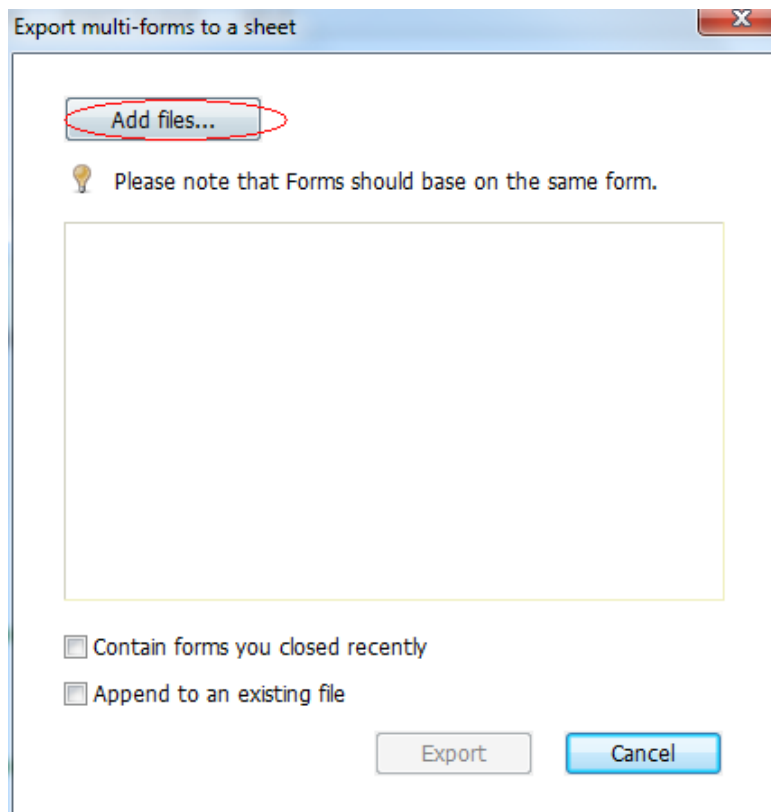 Export multi-forms to a sheet
Add files...
Please note that Forms should base on the same form.
Contain forms you closed recently
Append to an existing file
Export Cancel